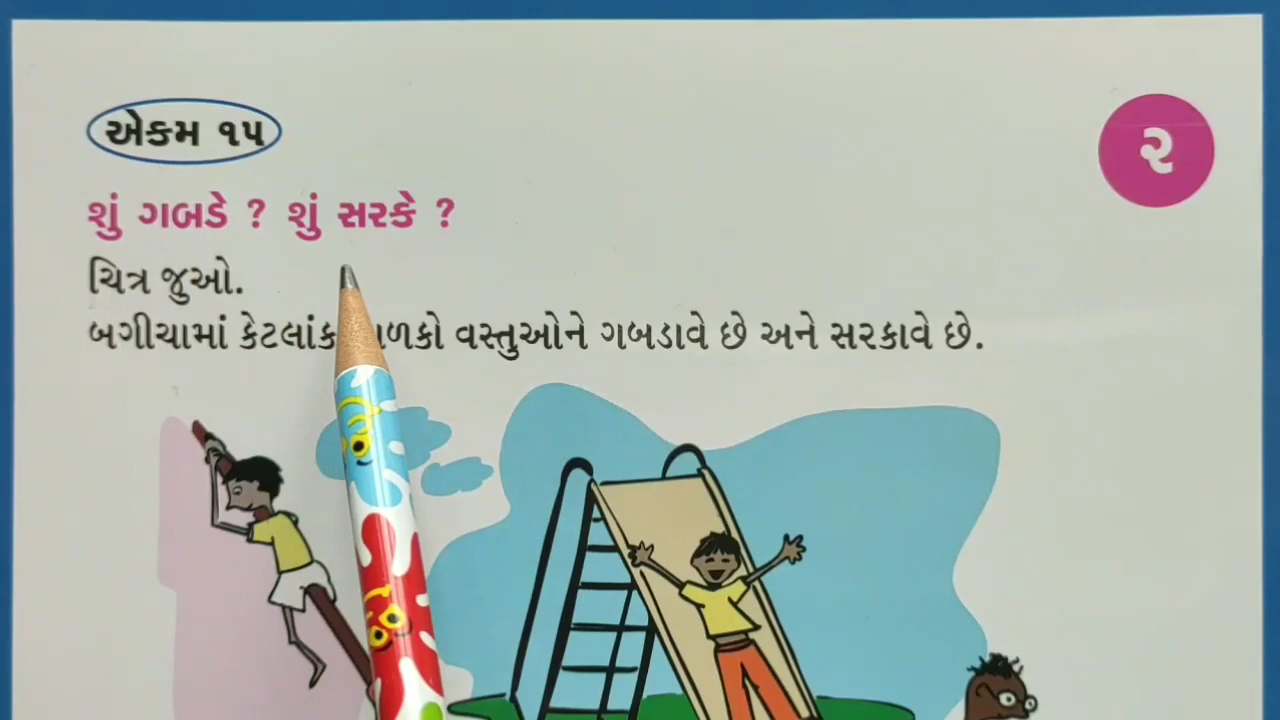 એકમ ૧૫
૨
શું ગબડે ? શું સરકે ?
ચિત્ર જુઓ.
બગીચામાં કેટલાંક વસ્તુઓને ગબડાવે છે અને સરકાવે છે.